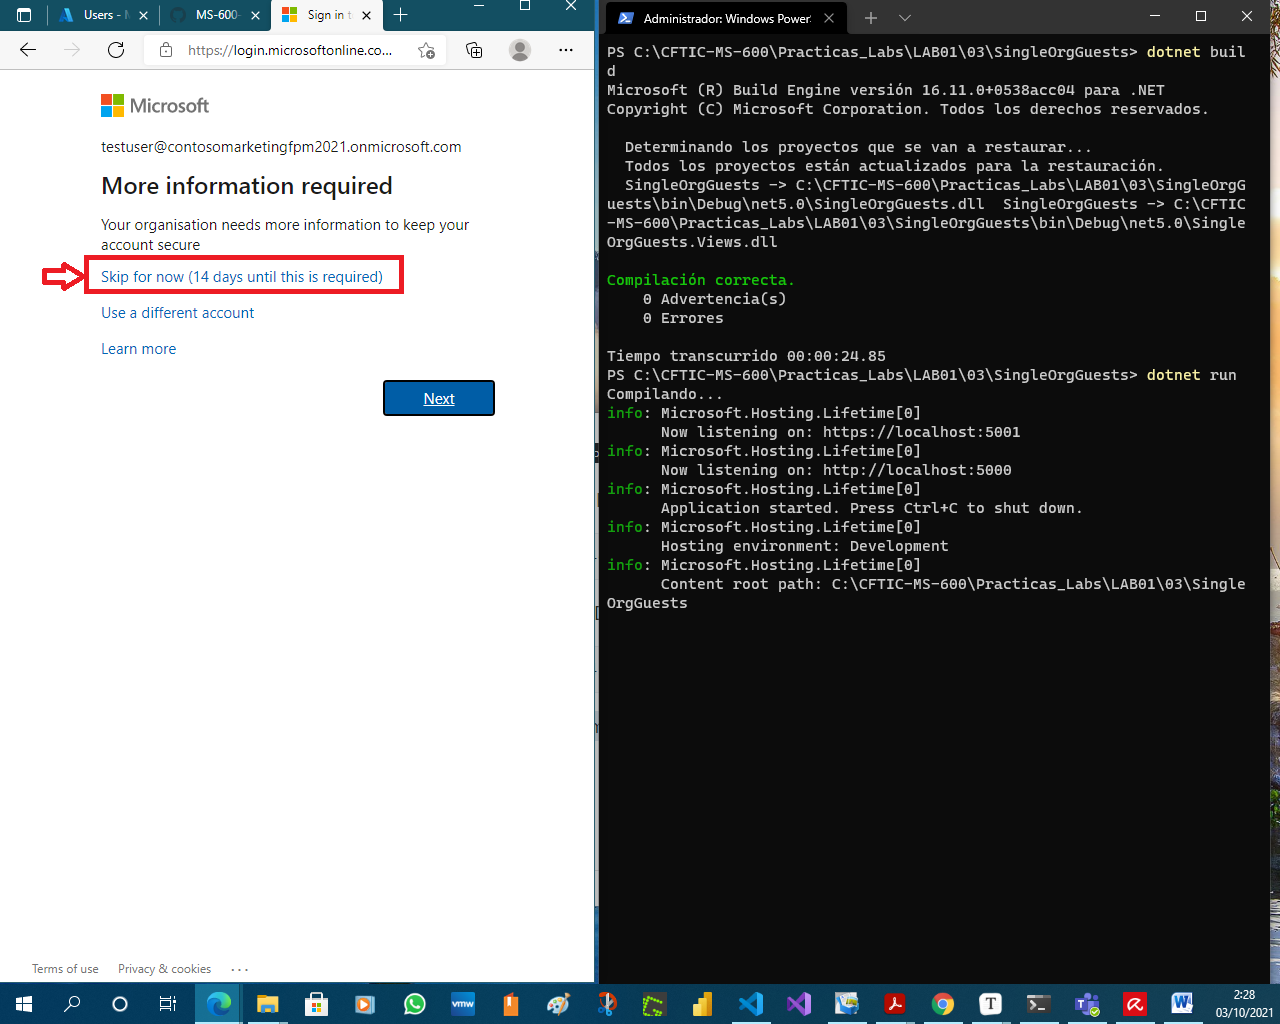 Users - M
MS-600-
Sign in to
https://login.microsoftonline.co...
Microsoft
testuser@contosomarketingfpm2021.onmicrosoft.com
More information required
Your organisation needs more information to keep your
account secure
Skip for now (14 days until this is required)
Use a different account
Learn more
Next
Terms of use
Privacy & cookies
...
Administrador: Windows Power
PS C:\CFTIC-MS-600\Practicas_Labs\LAB01\03\SingleOrgGuests> dotnet buil
d
Microsoft (R) Build Engine versión 16.11.0+0538acc04 para .NET
Copyright (C) Microsoft Corporation. Todos los derechos reservados.
Determinando los proyectos que se van a restaurar...
Todos los proyectos están actualizados para la restauración.
SingleOrgGuests -> C:\CFTIC-MS-600\Practicas_Labs\LAB01\03\SingleOrgG
uests\bin\Debug\net5.0\SingleOrgGuests.dll  SingleOrgGuests -> C:\CFTIC
-MS-600\Practicas_Labs\LAB01\03\SingleOrgGuests\bin\Debug\net5.0\Single
OrgGuests.Views.dll
Compilación correcta.
0 Advertencia(s)
0 Errores
Tiempo transcurrido 00:00:24.85
PS C:\CFTIC-MS-600\Practicas_Labs\LAB01\03\SingleOrgGuests> dotnet run
Compilando...
info: Microsoft.Hosting.Lifetime[0]
Now listening on: https://localhost:5001
info: Microsoft.Hosting.Lifetime[0]
Now listening on: http://localhost:5000
info: Microsoft.Hosting.Lifetime[0]
Application started. Press Ctrl+C to shut down.
info: Microsoft.Hosting.Lifetime[0]
Hosting environment: Development
info: Microsoft.Hosting.Lifetime[0]
Content root path: C:\CFTIC-MS-600\Practicas_Labs\LAB01\03\Single
OrgGuests
vmw
T
2:28
03/10/2021